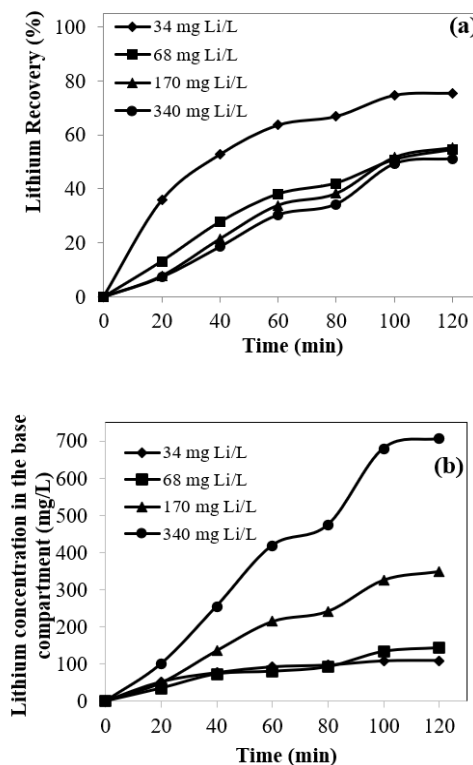 (a)
34 mg Li/L
68 mg Li/L
170 mg Li/L
340 mg Li/L
Lithium Recovery (%)
100
80
60
40
20
0
0 20 40 60 80 100 120
Time (min)
(b)
34 mg Li/L
68 mg Li/L
170 mg Li/L
340 mg Li/L
Lithium concentration in the base
compartment (mg/L)
700
600
500
400
300
200
100
0
0 20 40 60 80 100 120
Time (min)